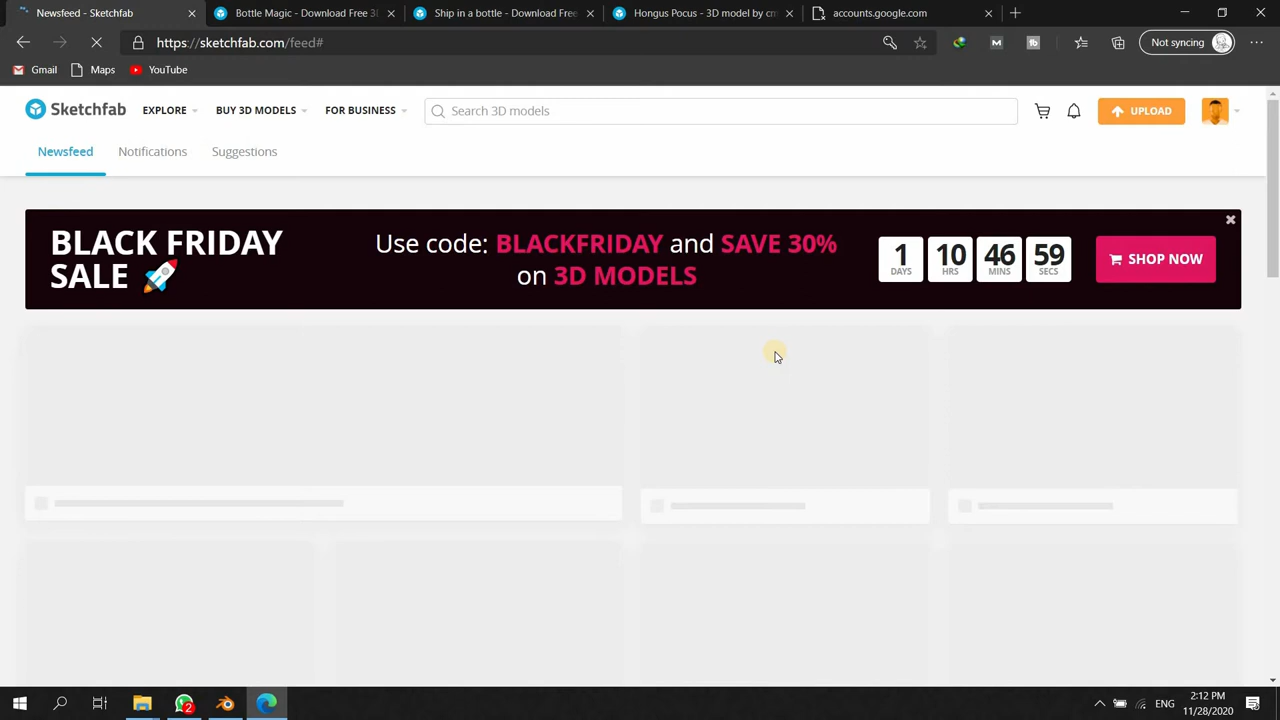 Newsfeed - Sketchfab
Bottle Magic - Download Free 3D
Ship in a bottle - Download Free
Hongus Pocus - 3D model by cm
accounts.google.com
https://sketchfab.com/feed#
Not syncing
Gmail
Maps
YouTube
Sketchfab
EXPLORE
BUY 3D MODELS
FOR BUSINESS
Search 3D models
UPLOAD
Newsfeed
Notifications
Suggestions
BLACK FRIDAY
SALE 🚀
Use code: BLACKFRIDAY and SAVE 30%
on 3D MODELS
1 10 46 59
DAYS HRS MINS SECS
SHOP NOW
2
ENG
2:12 PM
11/28/2020